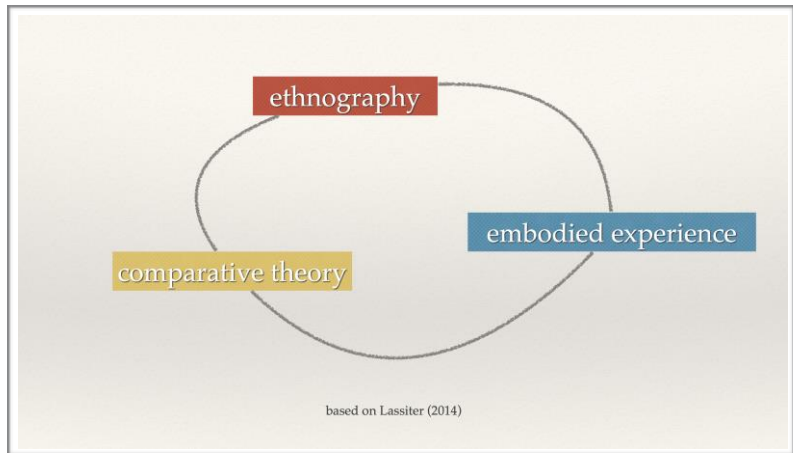 ethnography
embodied experience
comparative theory
based on Lassiter (2014)